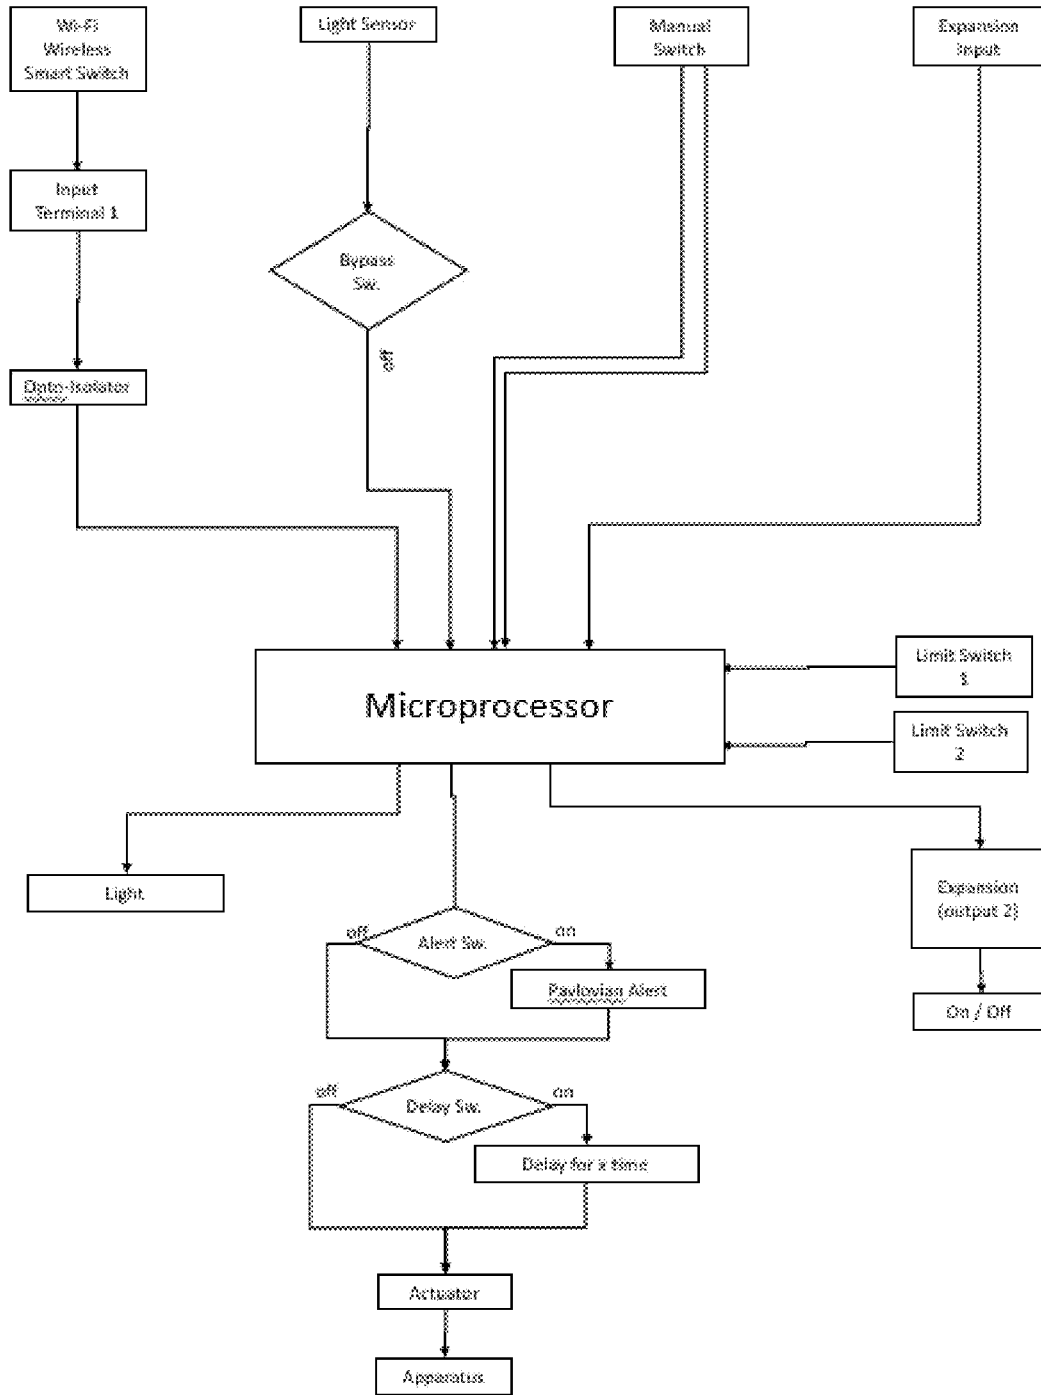 Wi-Fi
Wireless
Smart Switch
Light Sensor
Manual
Switch
Expansion
Input
Input
Terminal 1
Bypass
Sw.
off
Opto-Isolator
Microprocessor
Limit Switch
1
Limit Switch
2
Light
Expansion
(output 2)
off
Alert Sw.
on
Pavlovian Alert
On / Off
off
Delay Sw.
on
Delay for x time
Actuator
Apparatus